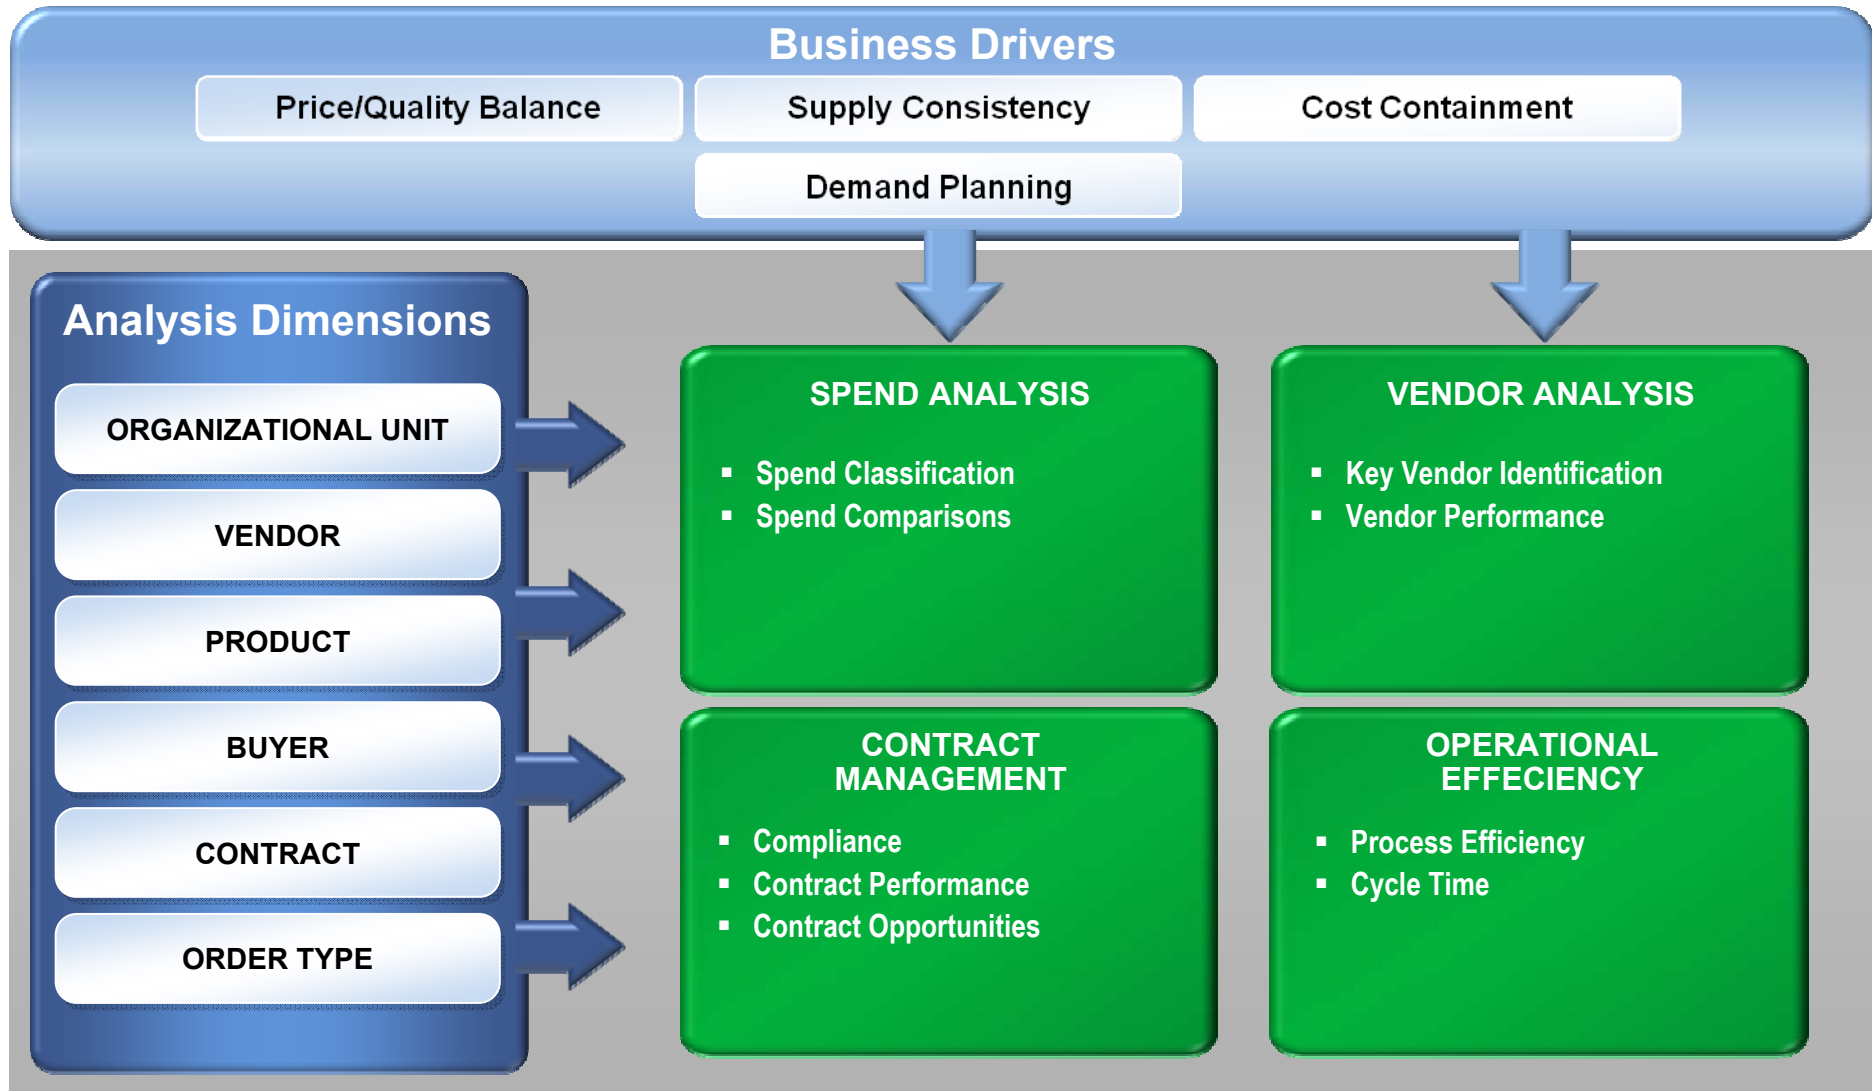 Business Drivers
Price/Quality Balance
Supply Consistency
Cost Containment
Demand Planning
Analysis Dimensions
ORGANIZATIONAL UNIT
VENDOR
PRODUCT
BUYER
CONTRACT
ORDER TYPE
SPEND ANALYSIS
▪ Spend Classification
▪ Spend Comparisons
VENDOR ANALYSIS
▪ Key Vendor Identification
▪ Vendor Performance
CONTRACT
MANAGEMENT
▪ Compliance
▪ Contract Performance
▪ Contract Opportunities
OPERATIONAL
EFFECIENCY
▪ Process Efficiency
▪ Cycle Time